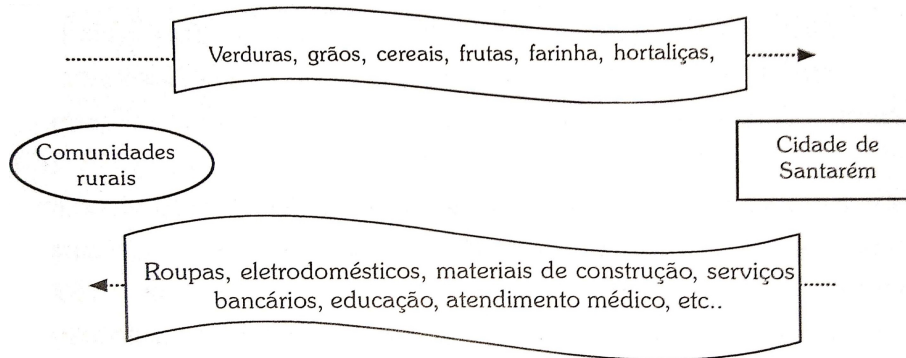 Verduras, grãos, cereais, frutas, farinha, hortaliças,
Comunidades
rurais
Cidade de
Santarém
Roupas, eletrodomésticos, materiais de construção, serviços
bancários, educação, atendimento médico, etc..